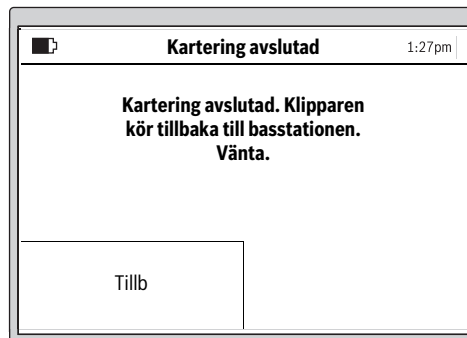 Kartering avslutad 1:27pm
Kartering avslutad. Klipparen
kör tillbaka till basstationen.
Vänta.
Tillb